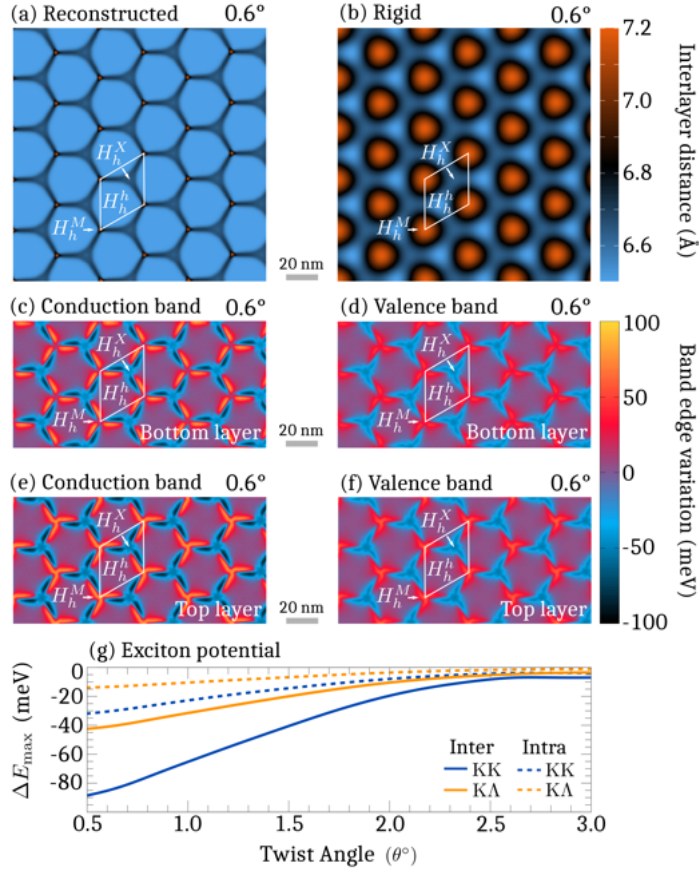 (a) Reconstructed 0.6°
(b) Rigid 0.6°
H_h^X
H_h^h
H_h^M
H_h^X
H_h^h
H_h^M
20 nm
7.2
7.0
6.8
6.6
Interlayer distance (Å)
(c) Conduction band 0.6°
(d) Valence band 0.6°
H_h^X
H_h^h
H_h^M
Bottom layer
H_h^X
H_h^h
H_h^M
Bottom layer
20 nm
(e) Conduction band 0.6°
(f) Valence band 0.6°
H_h^X
H_h^h
H_h^M
Top layer
H_h^X
H_h^h
H_h^M
Top layer
20 nm
100
50
0
-50
-100
Band edge variation (meV)
(g) Exciton potential
ΔE_max (meV)
0
-20
-40
-60
-80
Inter Intra
KK KK
KΛ KΛ
0.5 1.0 1.5 2.0 2.5 3.0
Twist Angle (θ°)